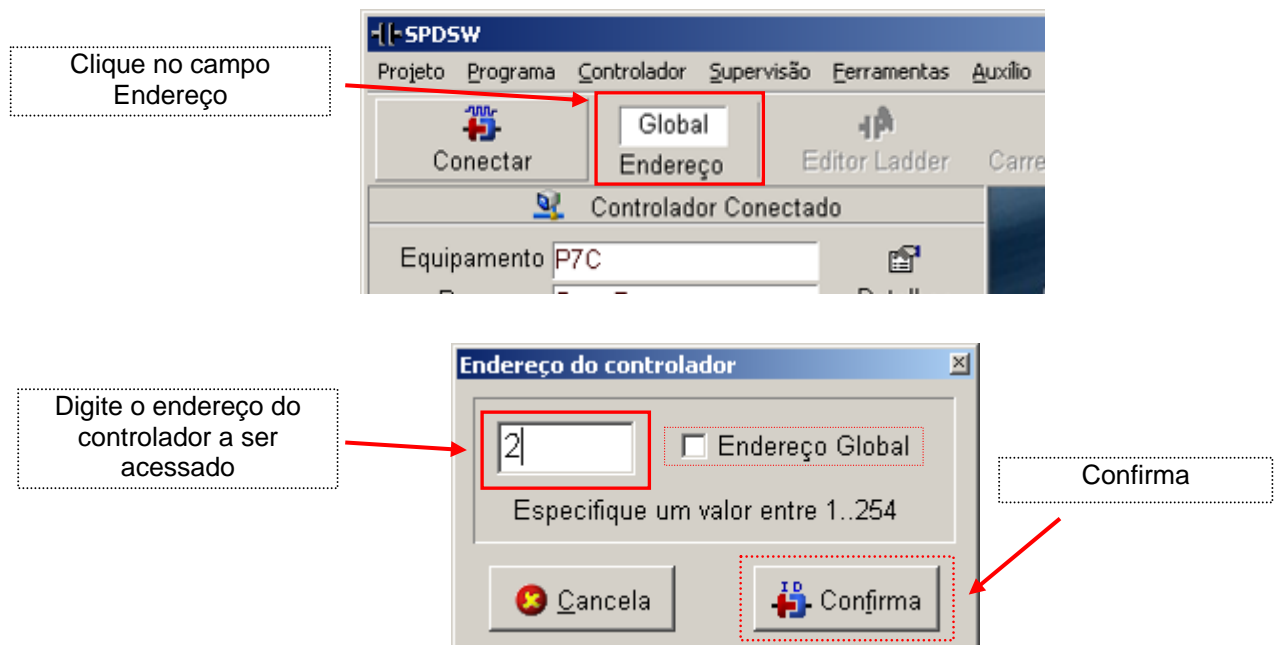 SPDSW
Clique no campo
Endereço
Projeto Programa Controlador Supervisão Ferramentas Auxílio
Global
Conectar
Endereço
Editor Ladder
Carre
Controlador Conectado
Equipamento P7C
Endereço do controlador
Digite o endereço do
controlador a ser
acessado
2
Endereço Global
Confirma
Especifique um valor entre 1..254
Cancela
ID
Confirma